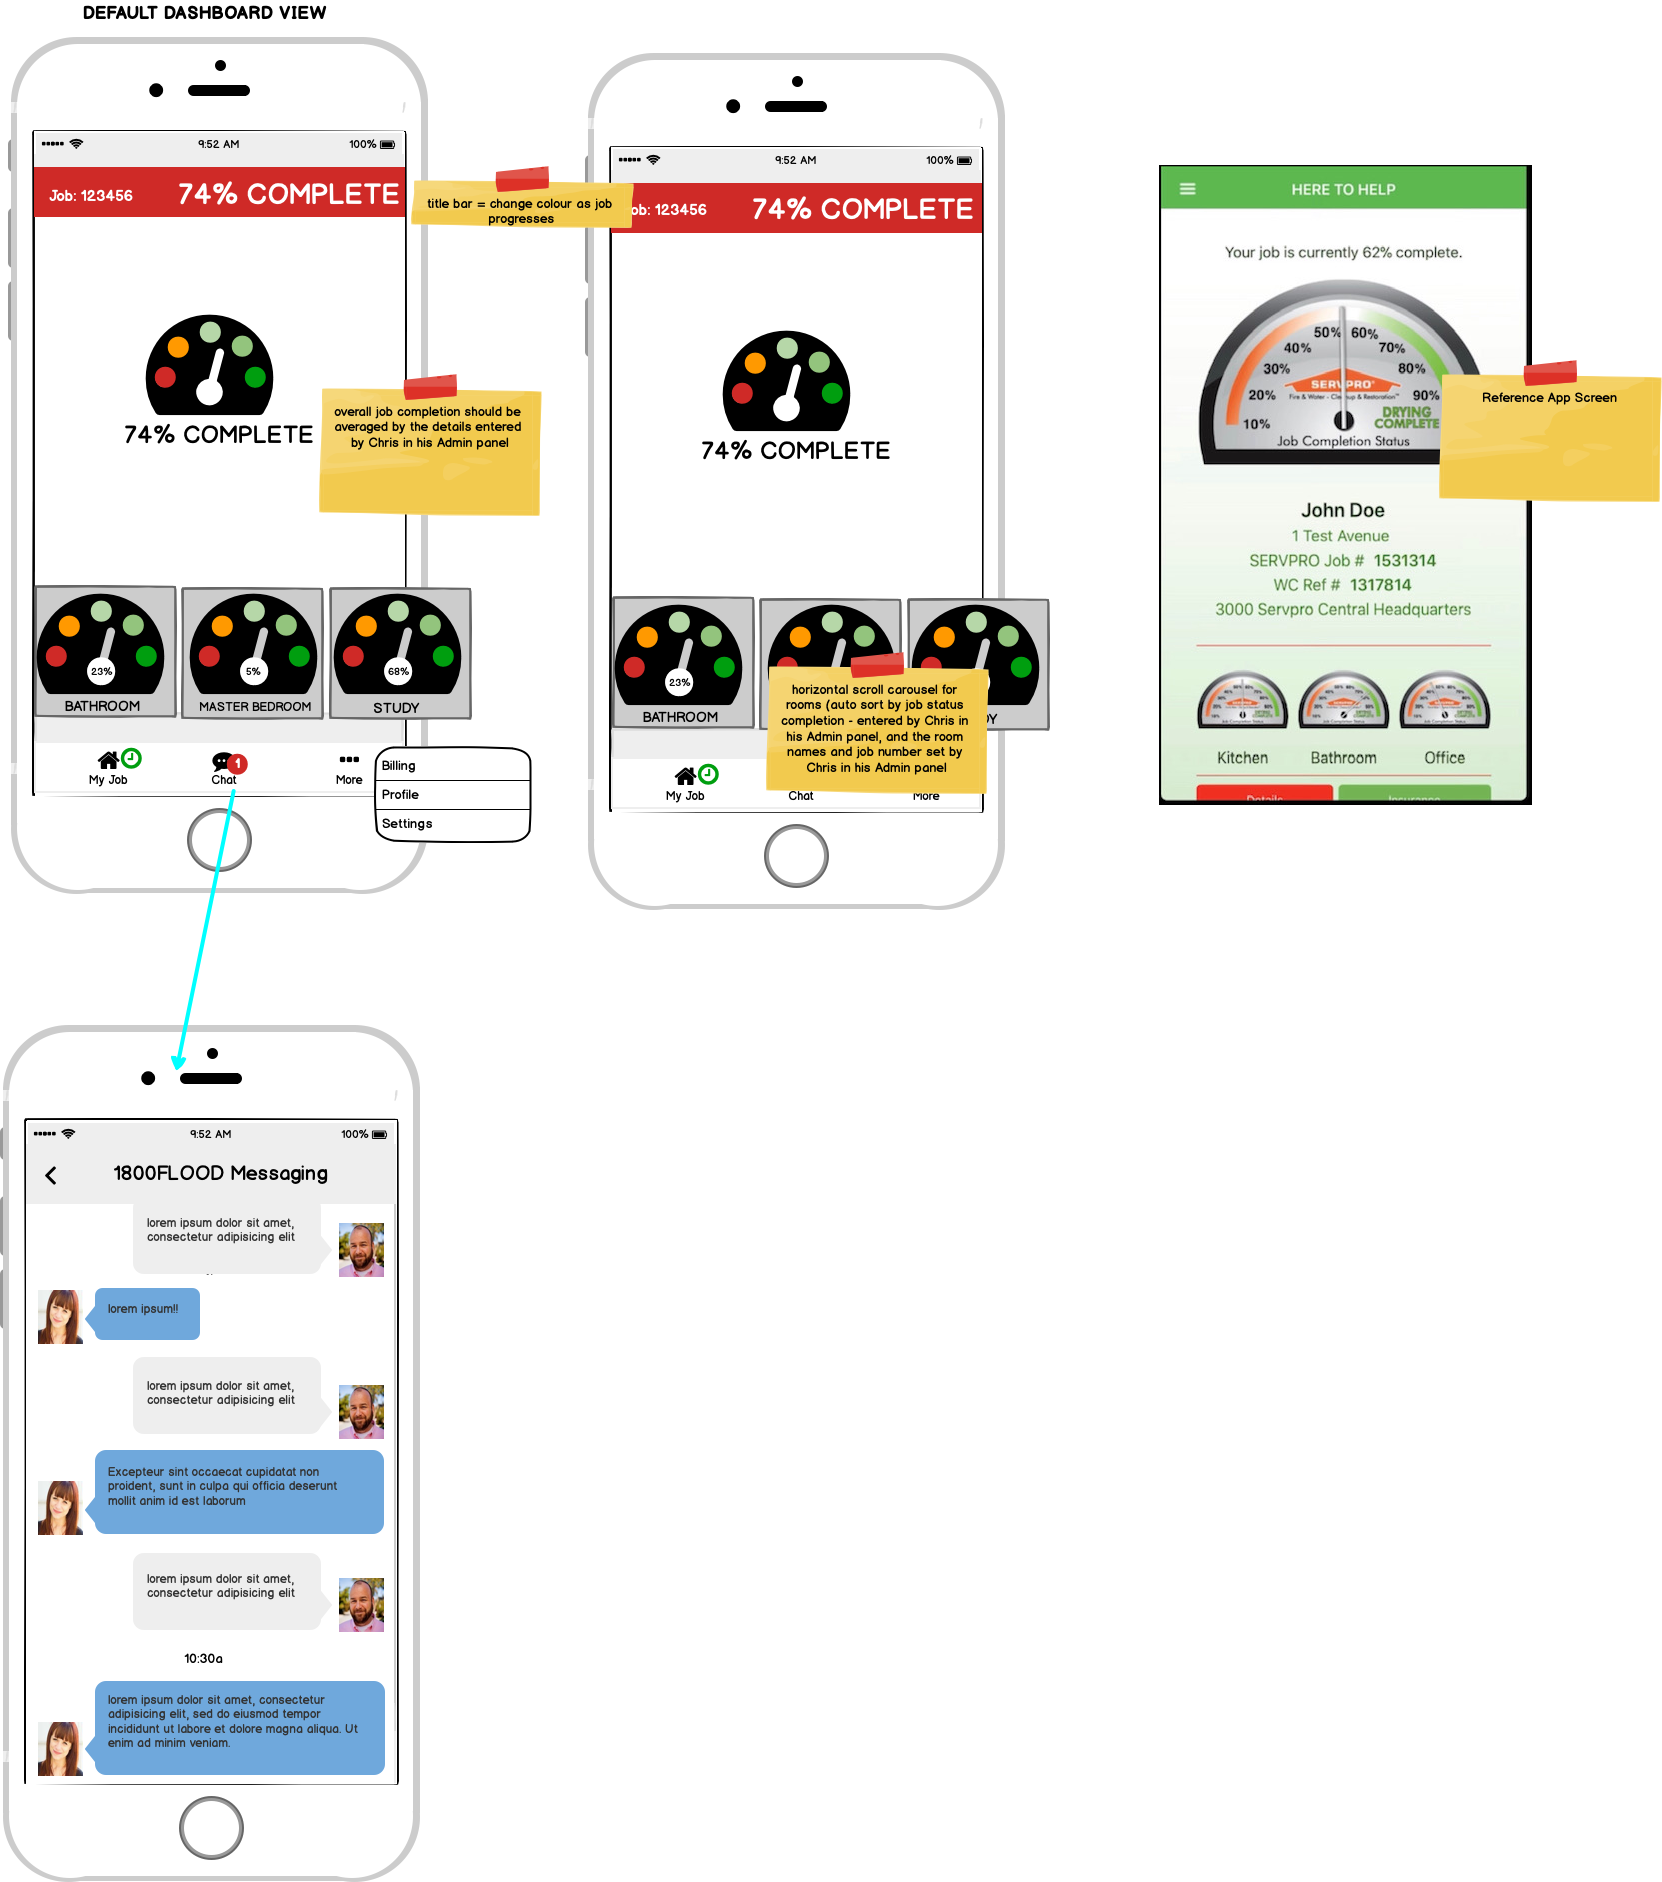 DEFAULT DASHBOARD VIEW
9:52 AM
100%
Job: 123456
74% COMPLETE
title bar = change colour as job
progresses
74% COMPLETE
overall job completion should be
averaged by the details entered
by Chris in his Admin panel
23%
BATHROOM
5%
MASTER BEDROOM
68%
STUDY
My Job
1
Chat
More
Billing
Profile
Settings
9:52 AM
100%
ob: 123456
74% COMPLETE
74% COMPLETE
23%
BATHROOM
DY
horizontal scroll carousel for
rooms (auto sort by job status
completion - entered by Chris in
his Admin panel, and the room
names and job number set by
Chris in his Admin panel
My Job
Chat
More
HERE TO HELP
Your job is currently 62% complete.
10%
20%
30%
40%
50%
60%
70%
80%
90%
SERVPRO
Fire & Water - Cleanup & Restoration™
DRYING
COMPLETE
Job Completion Status
Reference App Screen
John Doe
1 Test Avenue
SERVPRO Job # 1531314
WC Ref # 1317814
3000 Servpro Central Headquarters
Kitchen
Bathroom
Office
Details
Insurance
9:52 AM
100%
1800FLOOD Messaging
lorem ipsum dolor sit amet,
consectetur adipisicing elit
lorem ipsum!!
lorem ipsum dolor sit amet,
consectetur adipisicing elit
Excepteur sint occaecat cupidatat non
proident, sunt in culpa qui officia deserunt
mollit anim id est laborum
lorem ipsum dolor sit amet,
consectetur adipisicing elit
10:30a
lorem ipsum dolor sit amet, consectetur
adipisicing elit, sed do eiusmod tempor
incididunt ut labore et dolore magna aliqua. Ut
enim ad minim veniam.